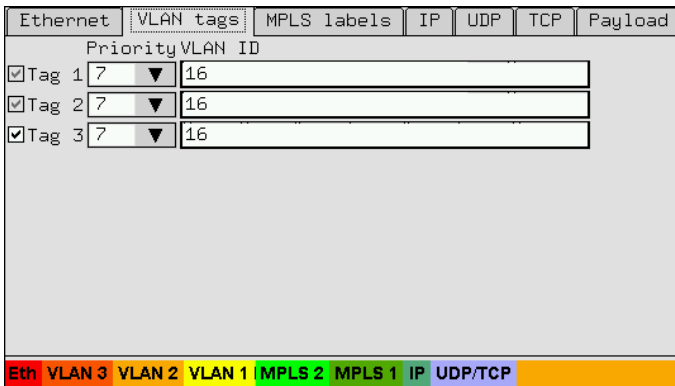 Ethernet VLAN tags MPLS labels IP UDP TCP Payload
Priority VLAN ID
Tag 1 7 16
Tag 2 7 16
Tag 3 7 16
Eth VLAN 3 VLAN 2 VLAN 1 MPLS 2 MPLS 1 IP UDP/TCP